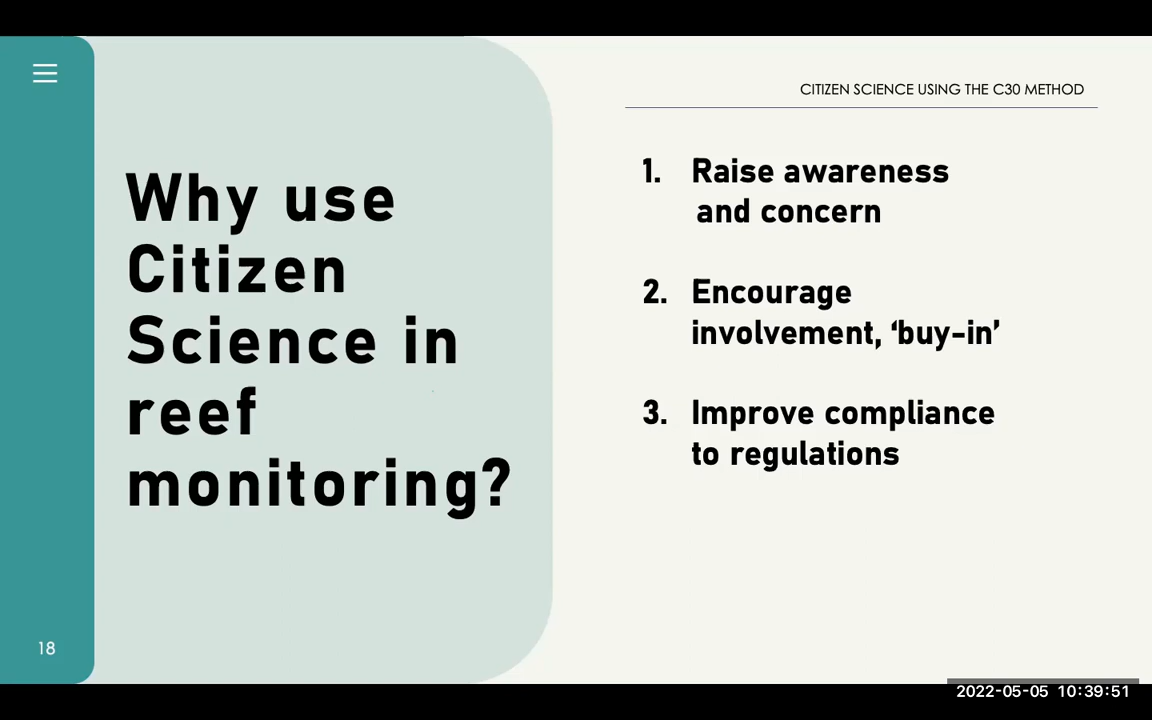 CITIZEN SCIENCE USING THE C30 METHOD
Why use
Citizen
Science in
reef
monitoring?
1. Raise awareness
and concern
2. Encourage
involvement, ‘buy-in’
3. Improve compliance
to regulations
18
2022-05-05 10:39:51